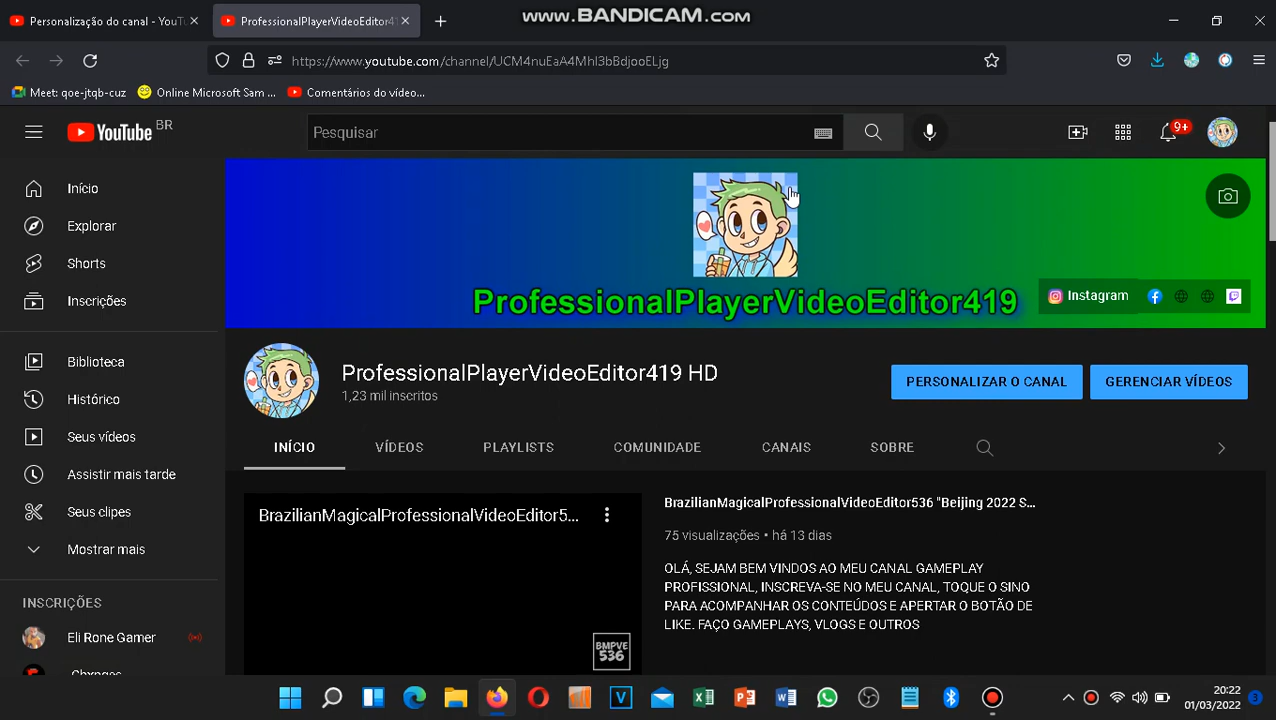 www.BANDICAM.com
Personalização do canal - YouTu
ProfessionalPlayerVideoEditor41
https://www.youtube.com/channel/UCM4nuEaA4MhI3bBdjooELjg
Meet: qoe-jtqb-cuz
Online Microsoft Sam ...
Comentários do vídeo...
YouTube BR
Pesquisar
9+
Início
Explorar
Shorts
Inscrições
Biblioteca
Histórico
Seus vídeos
Assistir mais tarde
Seus clipes
Mostrar mais
INSCRIÇÕES
Eli Rone Gamer
ProfessionalPlayerVideoEditor419
Instagram
ProfessionalPlayerVideoEditor419 HD
1,23 mil inscritos
PERSONALIZAR O CANAL
GERENCIAR VÍDEOS
INÍCIO
VÍDEOS
PLAYLISTS
COMUNIDADE
CANAIS
SOBRE
BrazilianMagicalProfessionalVideoEditor5...
BMPVE
536
BrazilianMagicalProfessionalVideoEditor536 "Beijing 2022 S...
75 visualizações • há 13 dias
OLÁ, SEJAM BEM VINDOS AO MEU CANAL GAMEPLAY
PROFISSIONAL, INSCREVA-SE NO MEU CANAL, TOQUE O SINO
PARA ACOMPANHAR OS CONTEÚDOS E APERTAR O BOTÃO DE
LIKE. FAÇO GAMEPLAYS, VLOGS E OUTROS
20:22
01/03/2022
3